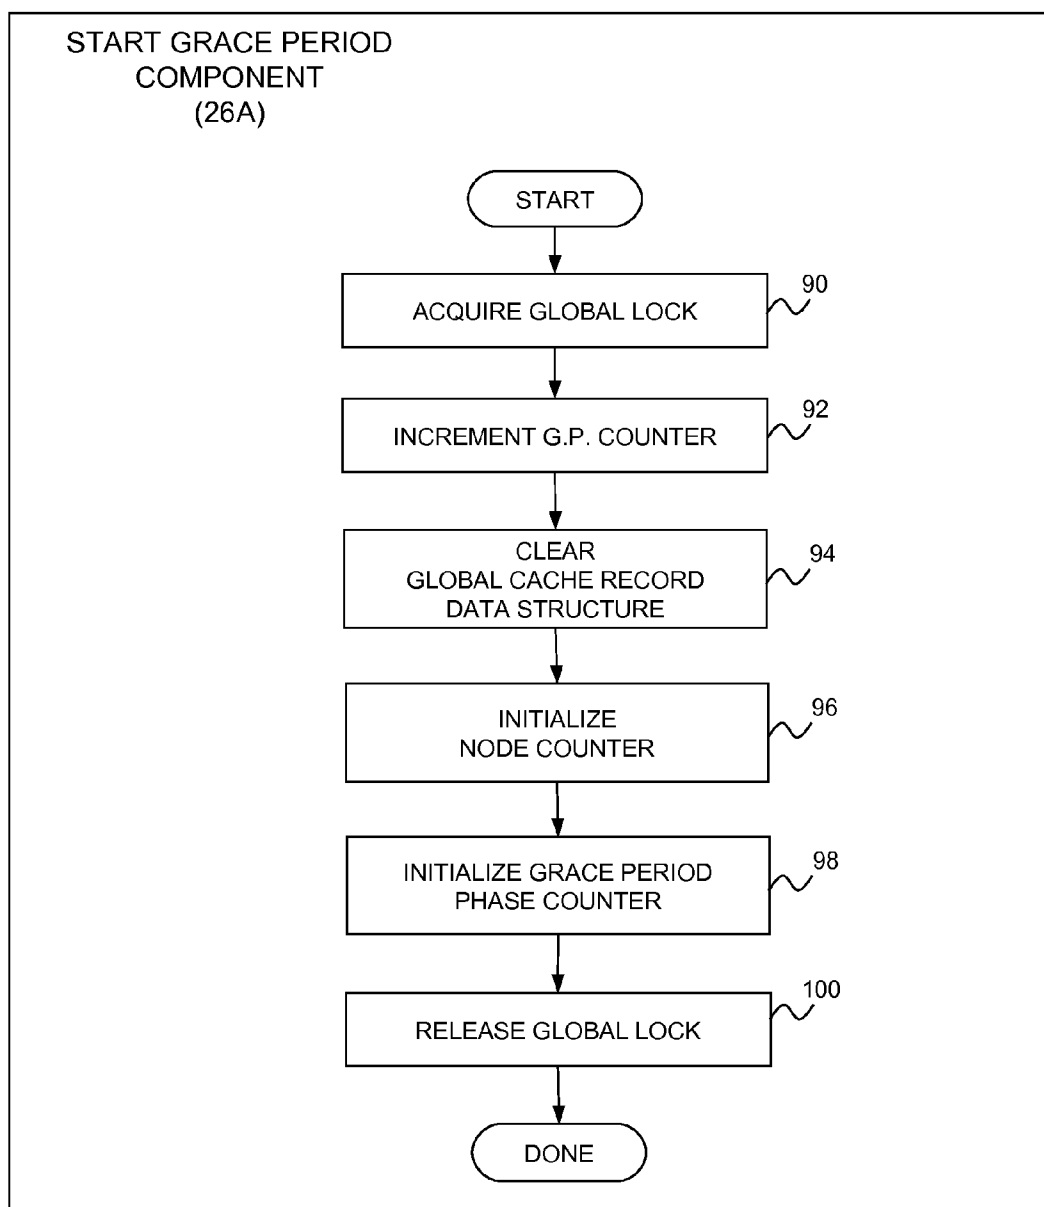 START GRACE PERIOD
COMPONENT
(26A)
START
ACQUIRE GLOBAL LOCK
90
INCREMENT G.P. COUNTER
92
CLEAR
GLOBAL CACHE RECORD
DATA STRUCTURE
94
INITIALIZE
NODE COUNTER
96
INITIALIZE GRACE PERIOD
PHASE COUNTER
98
RELEASE GLOBAL LOCK
100
DONE